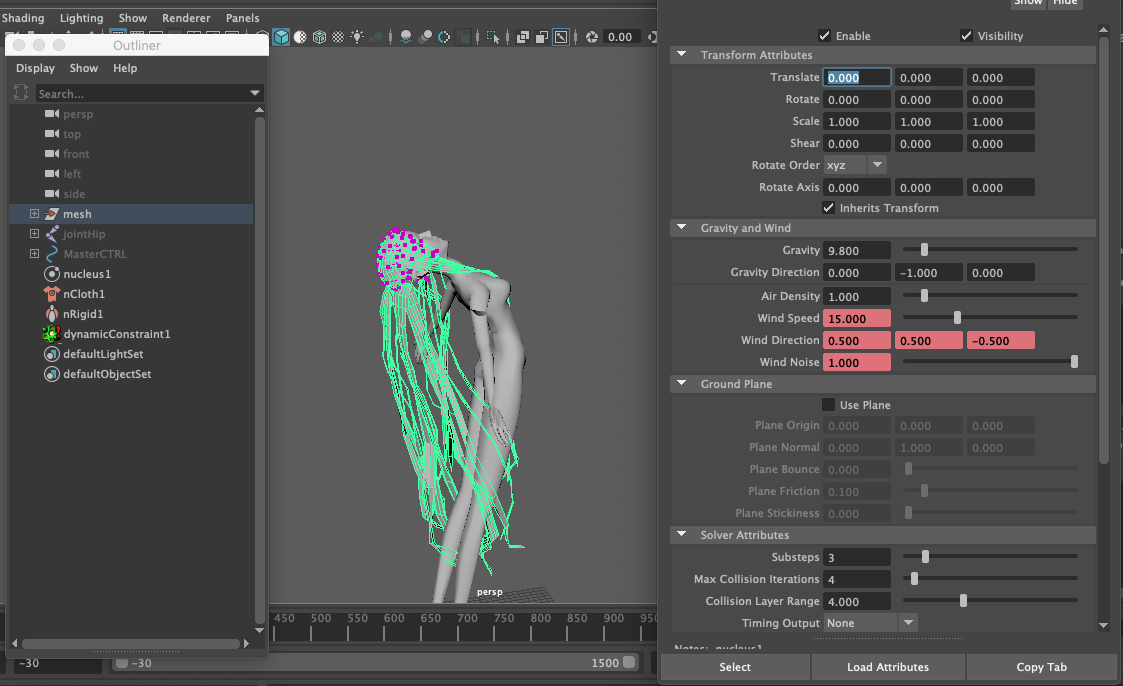 Shading Lighting Show Renderer Panels
Show Hide
0.00
Outliner
Display Show Help
Search...
persp
top
front
left
side
mesh
jointHip
MasterCTRL
nucleus1
nCloth1
nRigid1
dynamicConstraint1
defaultLightSet
defaultObjectSet
persp
450 500 550 600 650 700 750 800 850 900 950
-30 -30 1500
Enable Visibility
Transform Attributes
Translate 0.000 0.000 0.000
Rotate 0.000 0.000 0.000
Scale 1.000 1.000 1.000
Shear 0.000 0.000 0.000
Rotate Order xyz
Rotate Axis 0.000 0.000 0.000
Inherits Transform
Gravity and Wind
Gravity 9.800
Gravity Direction 0.000 -1.000 0.000
Air Density 1.000
Wind Speed 15.000
Wind Direction 0.500 0.500 -0.500
Wind Noise 1.000
Ground Plane
Use Plane
Plane Origin 0.000 0.000 0.000
Plane Normal 0.000 1.000 0.000
Plane Bounce 0.000
Plane Friction 0.100
Plane Stickiness 0.000
Solver Attributes
Substeps 3
Max Collision Iterations 4
Collision Layer Range 4.000
Timing Output None
Notes: nucleus1
Select Load Attributes Copy Tab